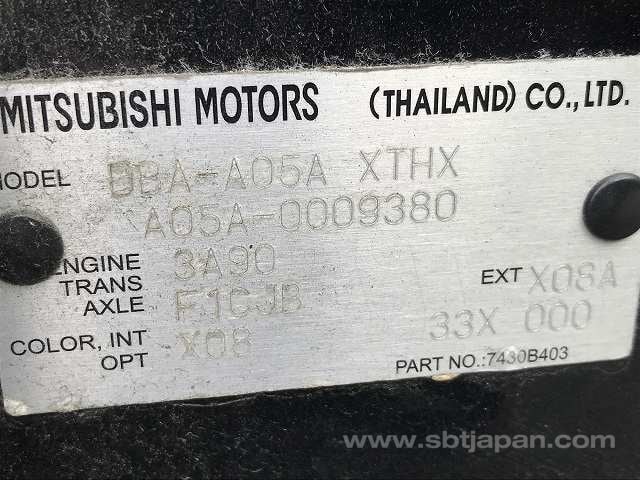 MITSUBISHI MOTORS (THAILAND) CO., LTD.
MODEL DBA-A05A XTHX
A05A-0009380
ENGINE 3A90
TRANS AXLE F1CJB EXT X08A
COLOR, INT OPT X08 33X 000
PART NO.:7430B403
www.sbtjapan.com